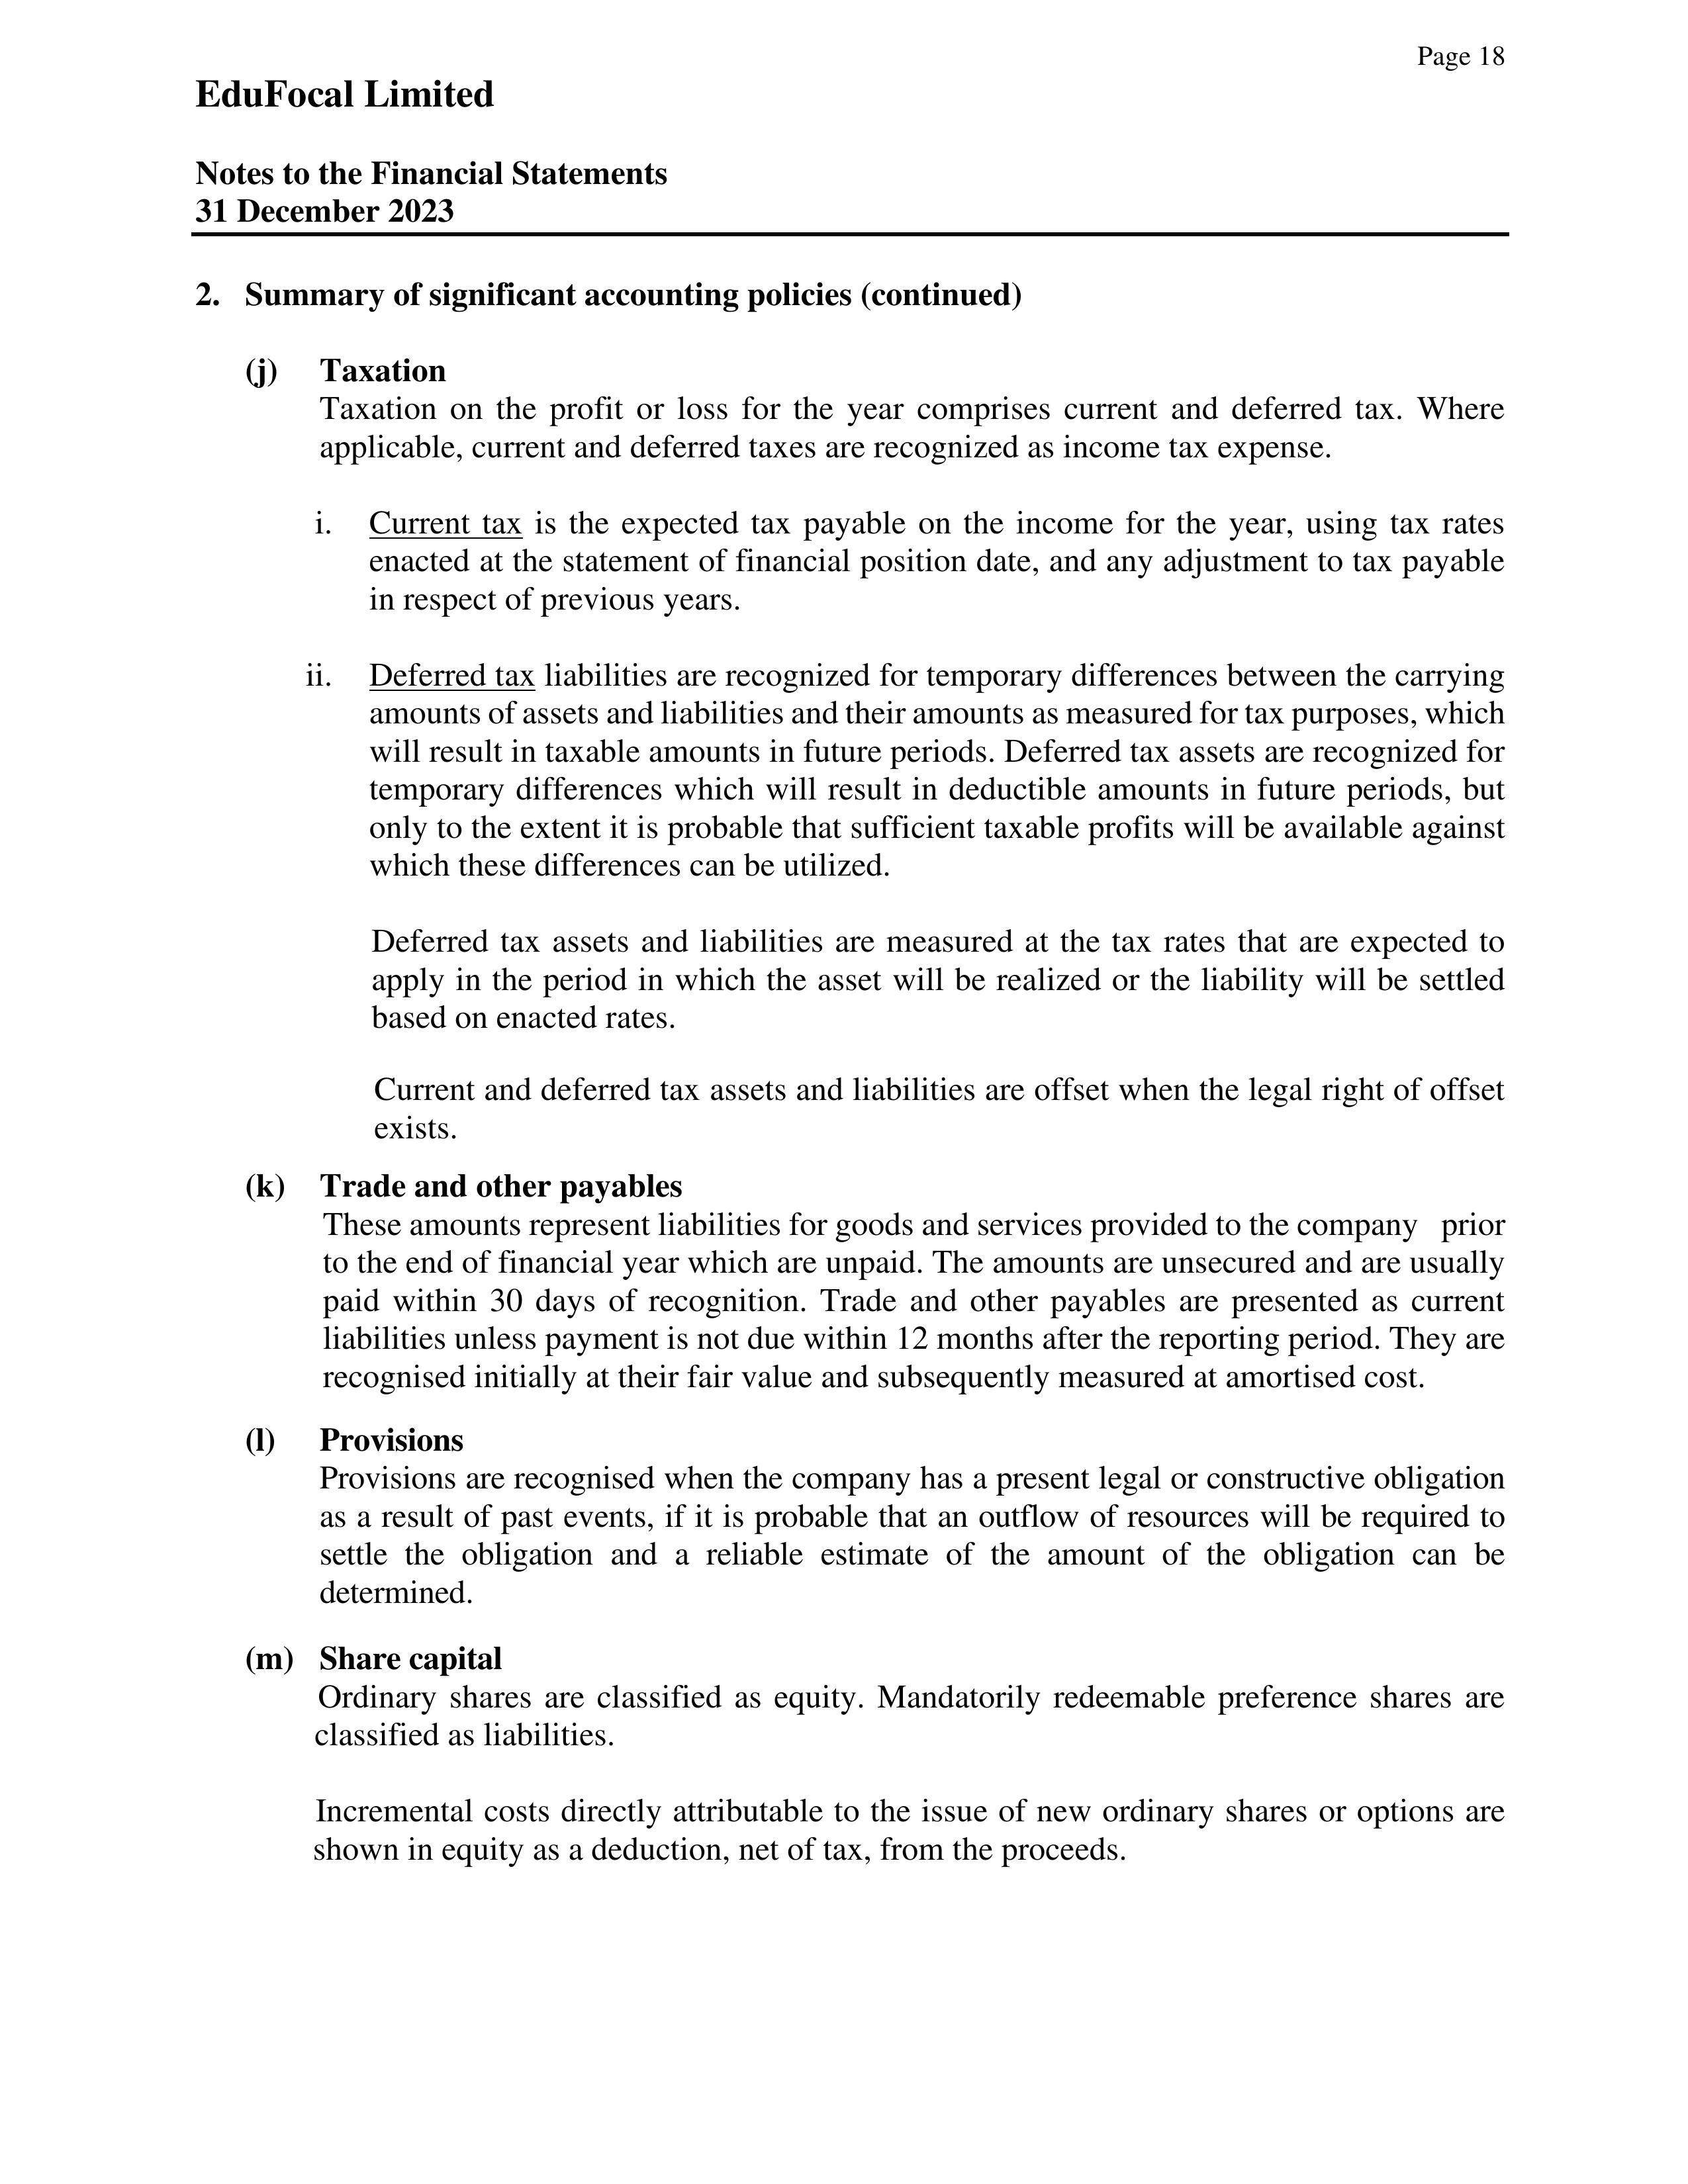 Page 18
EduFocal Limited
Notes to the Financial Statements
31 December 2023
2. Summary of significant accounting policies (continued)
(j) Taxation
Taxation on the profit or loss for the year comprises current and deferred tax. Where
applicable, current and deferred taxes are recognized as income tax expense.
i. Current tax is the expected tax payable on the income for the year, using tax rates
enacted at the statement of financial position date, and any adjustment to tax payable
in respect of previous years.
ii. Deferred tax liabilities are recognized for temporary differences between the carrying
amounts of assets and liabilities and their amounts as measured for tax purposes, which
will result in taxable amounts in future periods. Deferred tax assets are recognized for
temporary differences which will result in deductible amounts in future periods, but
only to the extent it is probable that sufficient taxable profits will be available against
which these differences can be utilized.
Deferred tax assets and liabilities are measured at the tax rates that are expected to
apply in the period in which the asset will be realized or the liability will be settled
based on enacted rates.
Current and deferred tax assets and liabilities are offset when the legal right of offset
exists.
(k) Trade and other payables
These amounts represent liabilities for goods and services provided to the company prior
to the end of financial year which are unpaid. The amounts are unsecured and are usually
paid within 30 days of recognition. Trade and other payables are presented as current
liabilities unless payment is not due within 12 months after the reporting period. They are
recognised initially at their fair value and subsequently measured at amortised cost.
(l) Provisions
Provisions are recognised when the company has a present legal or constructive obligation
as a result of past events, if it is probable that an outflow of resources will be required to
settle the obligation and a reliable estimate of the amount of the obligation can be
determined.
(m) Share capital
Ordinary shares are classified as equity. Mandatorily redeemable preference shares are
classified as liabilities.
Incremental costs directly attributable to the issue of new ordinary shares or options are
shown in equity as a deduction, net of tax, from the proceeds.